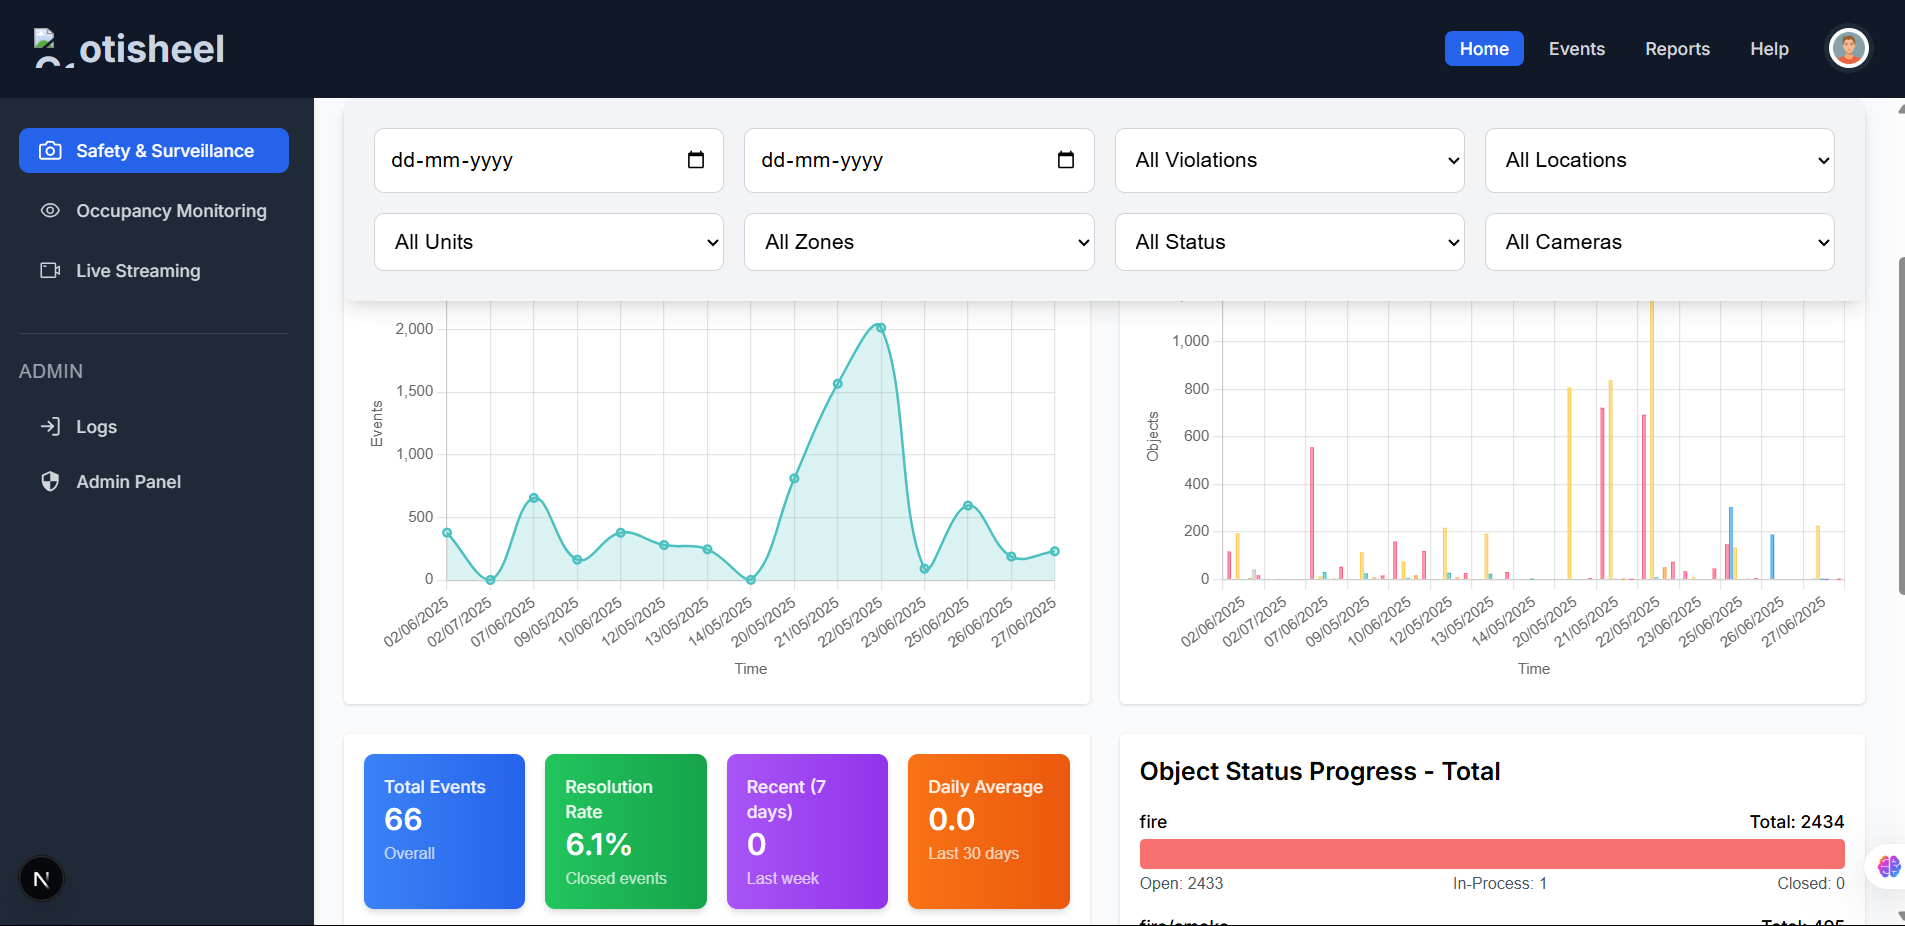 otisheel
Home
Events
Reports
Help
Safety & Surveillance
Occupancy Monitoring
Live Streaming
ADMIN
Logs
Admin Panel
N
dd-mm-yyyy
dd-mm-yyyy
All Violations
All Locations
All Units
All Zones
All Status
All Cameras
2,000
1,500
1,000
500
0
Events
02/06/2025
02/07/2025
07/06/2025
09/05/2025
10/06/2025
12/05/2025
13/05/2025
14/05/2025
20/05/2025
21/05/2025
22/05/2025
23/06/2025
25/06/2025
26/06/2025
27/06/2025
Time
1,000
800
600
400
200
0
Objects
02/06/2025
02/07/2025
07/06/2025
09/05/2025
10/06/2025
12/05/2025
13/05/2025
14/05/2025
20/05/2025
21/05/2025
22/05/2025
23/06/2025
25/06/2025
26/06/2025
27/06/2025
Time
Total Events
66
Overall
Resolution
Rate
6.1%
Closed events
Recent (7
days)
0
Last week
Daily Average
0.0
Last 30 days
Object Status Progress - Total
fire
Total: 2434
Open: 2433
In-Process: 1
Closed: 0
fire/smoke
Total: 495